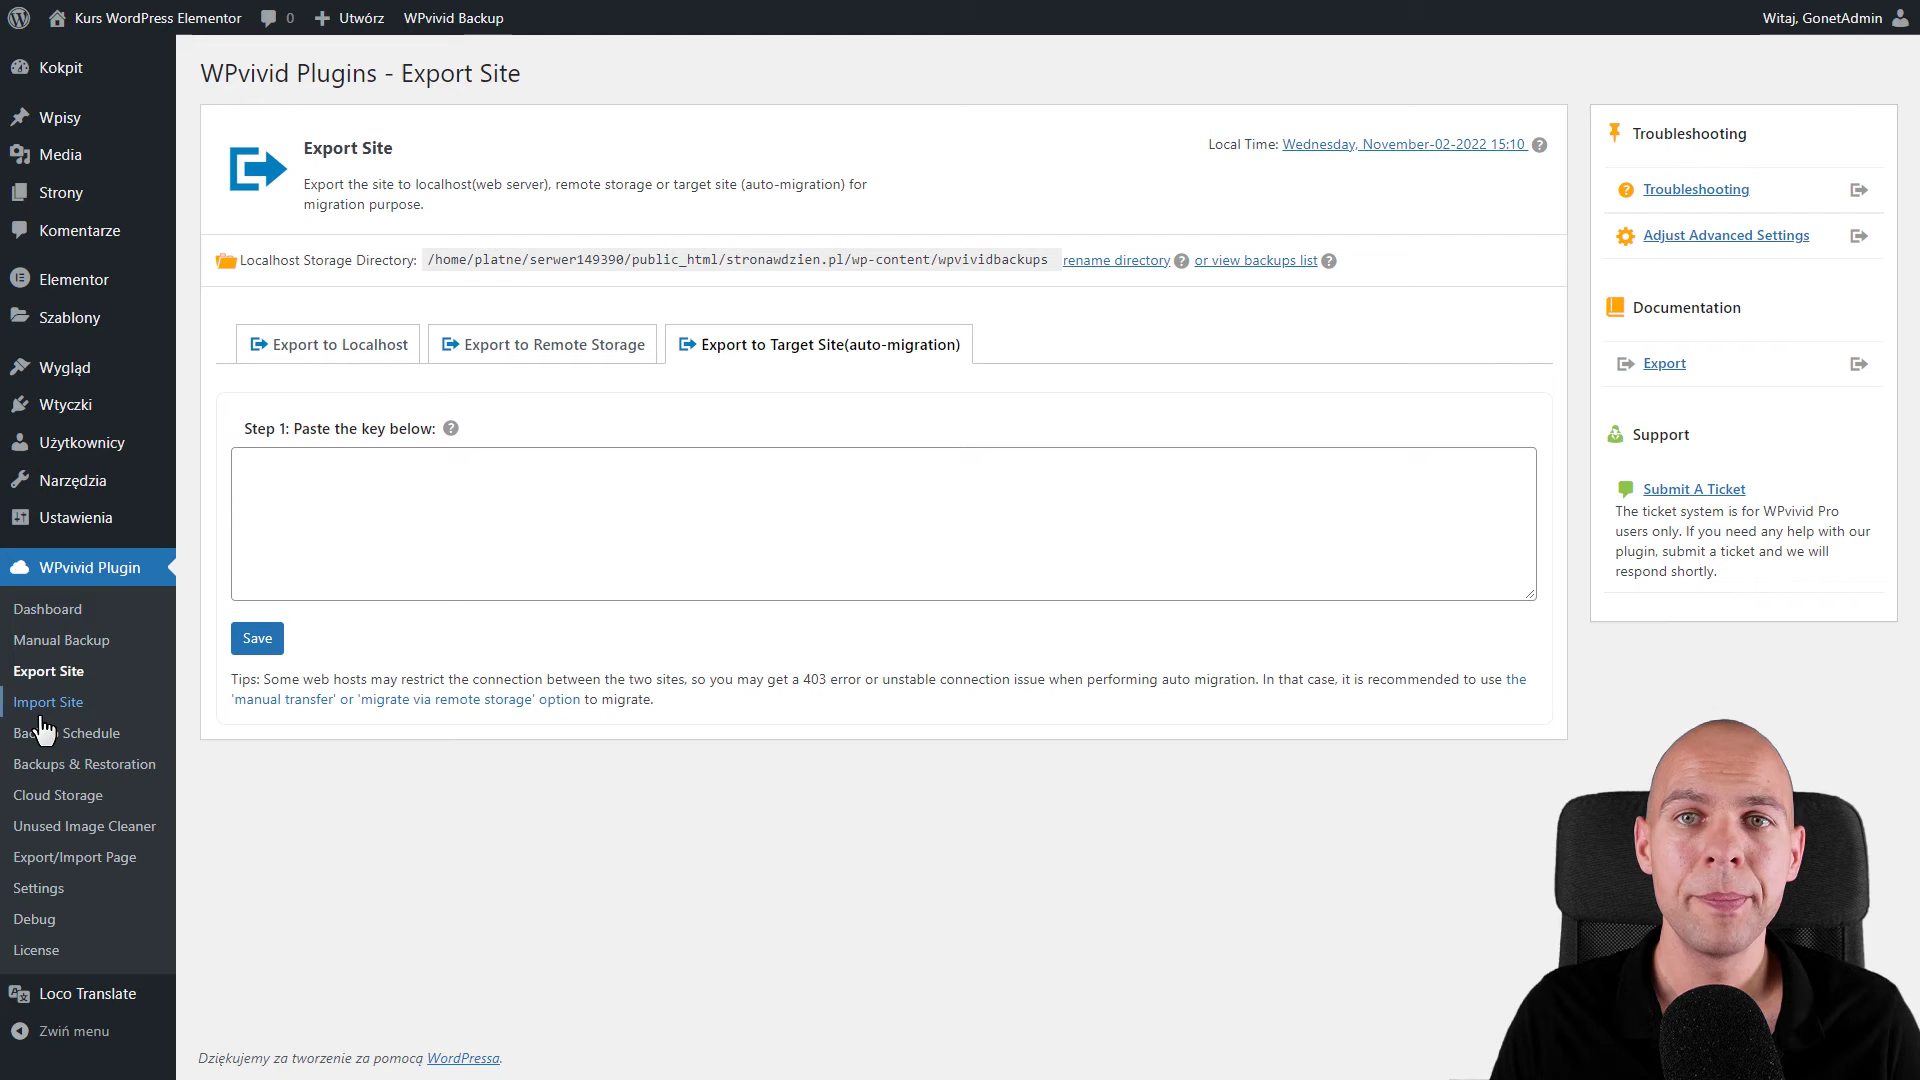 Kurs WordPress Elementor
0
Utwórz
WPvivid Backup
Witaj, GonetAdmin
Kokpit
Wpisy
Media
Strony
Komentarze
Elementor
Szablony
Wygląd
Wtyczki
Użytkownicy
Narzędzia
Ustawienia
WPvivid Plugin
Dashboard
Manual Backup
Export Site
Import Site
Schedule
Backups & Restoration
Cloud Storage
Unused Image Cleaner
Export/Import Page
Settings
Debug
License
Loco Translate
Zwiń menu
WPvivid Plugins - Export Site
Export Site
Export the site to localhost(web server), remote storage or target site (auto-migration) for
migration purpose.
Local Time: Wednesday, November-02-2022 15:10
Localhost Storage Directory: /home/platne/serwer149390/public_html/stronawdzien.pl/wp-content/wpvividbackups rename directory or view backups list
Export to Localhost
Export to Remote Storage
Export to Target Site(auto-migration)
Step 1: Paste the key below:
Save
Tips: Some web hosts may restrict the connection between the two sites, so you may get a 403 error or unstable connection issue when performing auto migration. In that case, it is recommended to use the
'manual transfer' or 'migrate via remote storage' option to migrate.
Troubleshooting
Troubleshooting
Adjust Advanced Settings
Documentation
Export
Support
Submit A Ticket
The ticket system is for WPvivid Pro
users only. If you need any help with our
plugin, submit a ticket and we will
respond shortly.
Dziękujemy za tworzenie za pomocą WordPressa.